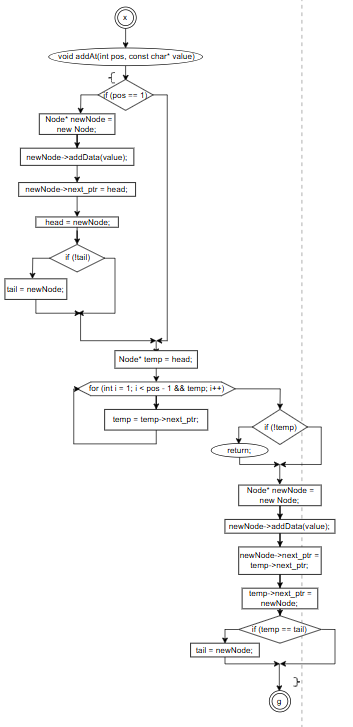 x
void addAt(int pos, const char* value)
{
if (pos == 1)
Node* newNode =
new Node;
newNode->addData(value);
newNode->next_ptr = head;
head = newNode;
if (!tail)
tail = newNode;
Node* temp = head;
for (int i = 1; i < pos - 1 && temp; i++)
temp = temp->next_ptr;
if (!temp)
return;
Node* newNode =
new Node;
newNode->addData(value);
newNode->next_ptr =
temp->next_ptr;
temp->next_ptr =
newNode;
if (temp == tail)
tail = newNode;
}
g